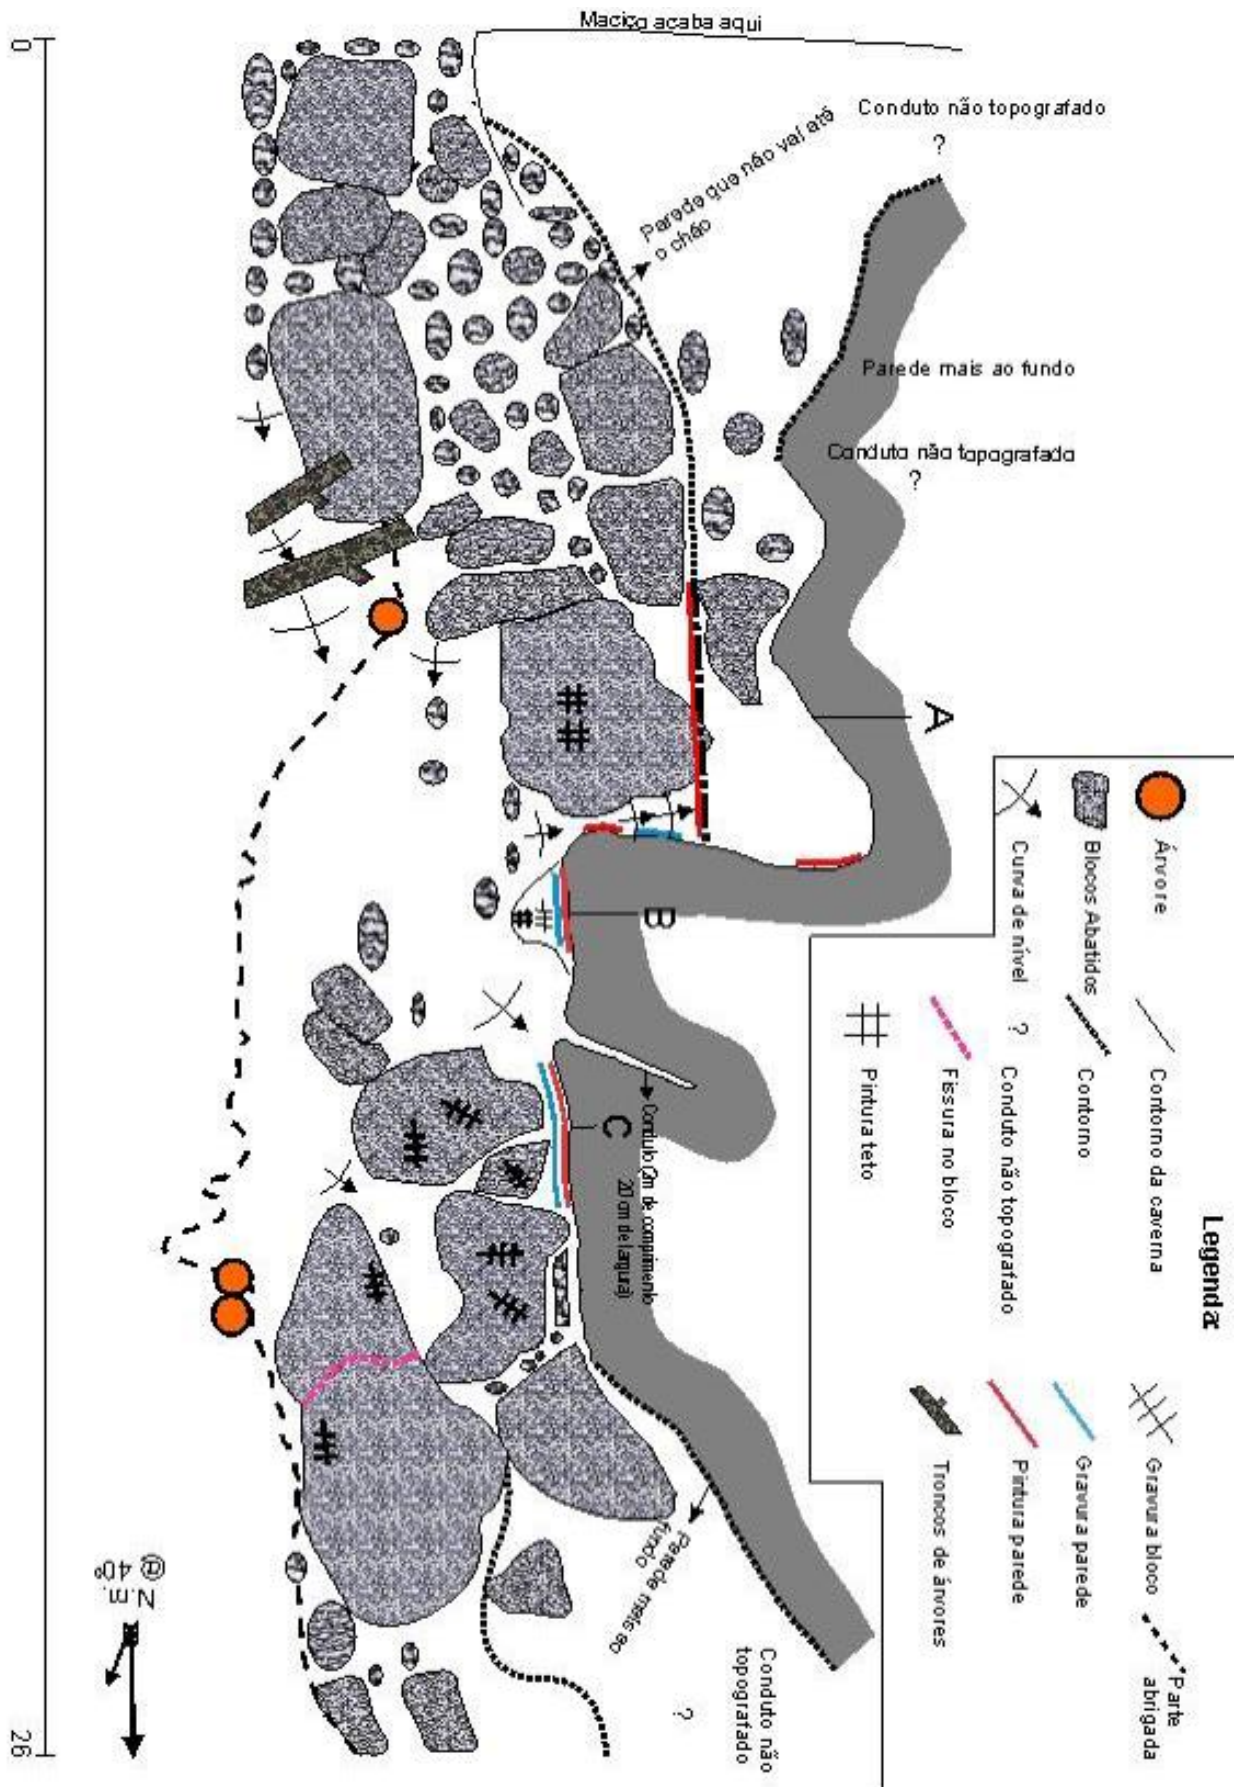 Maciço acaba aqui
Conduto não topografado
?
Parede que não vai até
o chão
Parede mais ao fundo
Conduto não topografado
?
A
B
C
Conduto (2m de comprimento
20 cm de largura)
Parede mais ao
fundo
Conduto não
topografado
?
Legenda:
Árvore
Blocos Abatidos
Curva de nível
Contorno da caverna
Contorno
? Conduto não topografado
Fissura no bloco
Pintura teto
Gravura bloco
Gravura parede
Pintura parede
Troncos de árvores
Parte
abrigada
@ N.m
40º
0
26